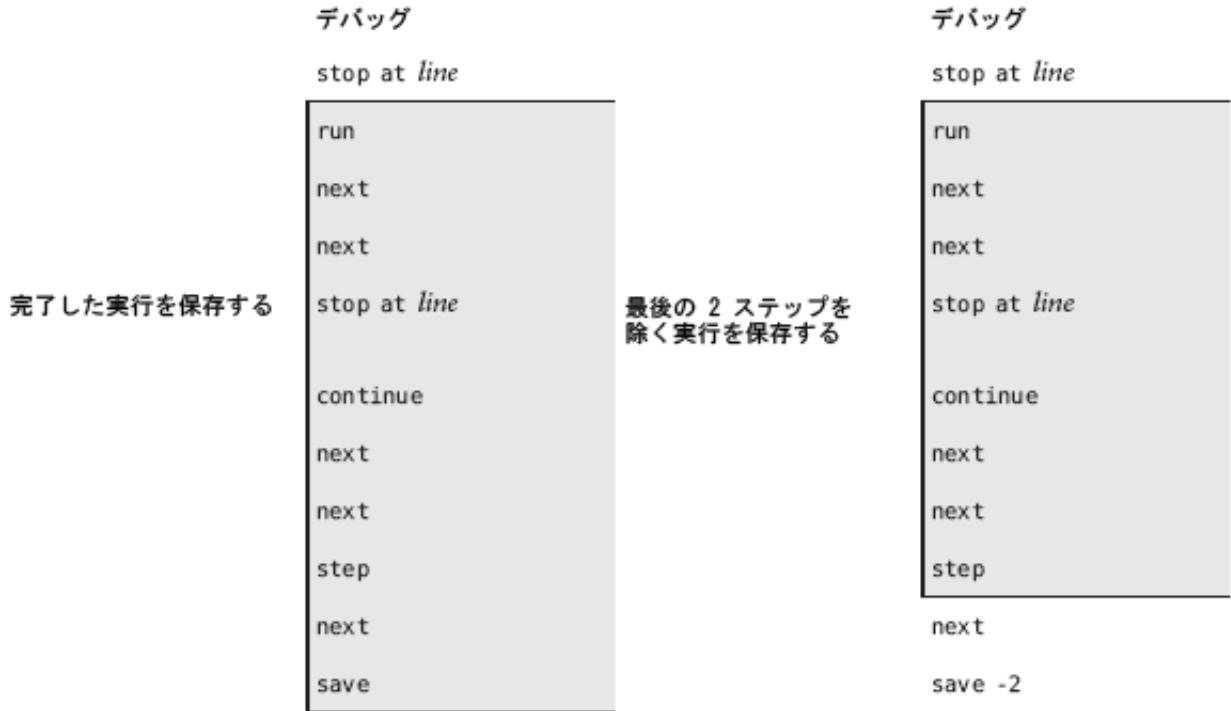 デバッグ
stop at line
run
next
next
完了した実行を保存する
stop at line
continue
next
next
step
next
save
デバッグ
stop at line
run
next
next
最後の 2 ステップを
除く実行を保存する
stop at line
continue
next
next
step
next
save -2